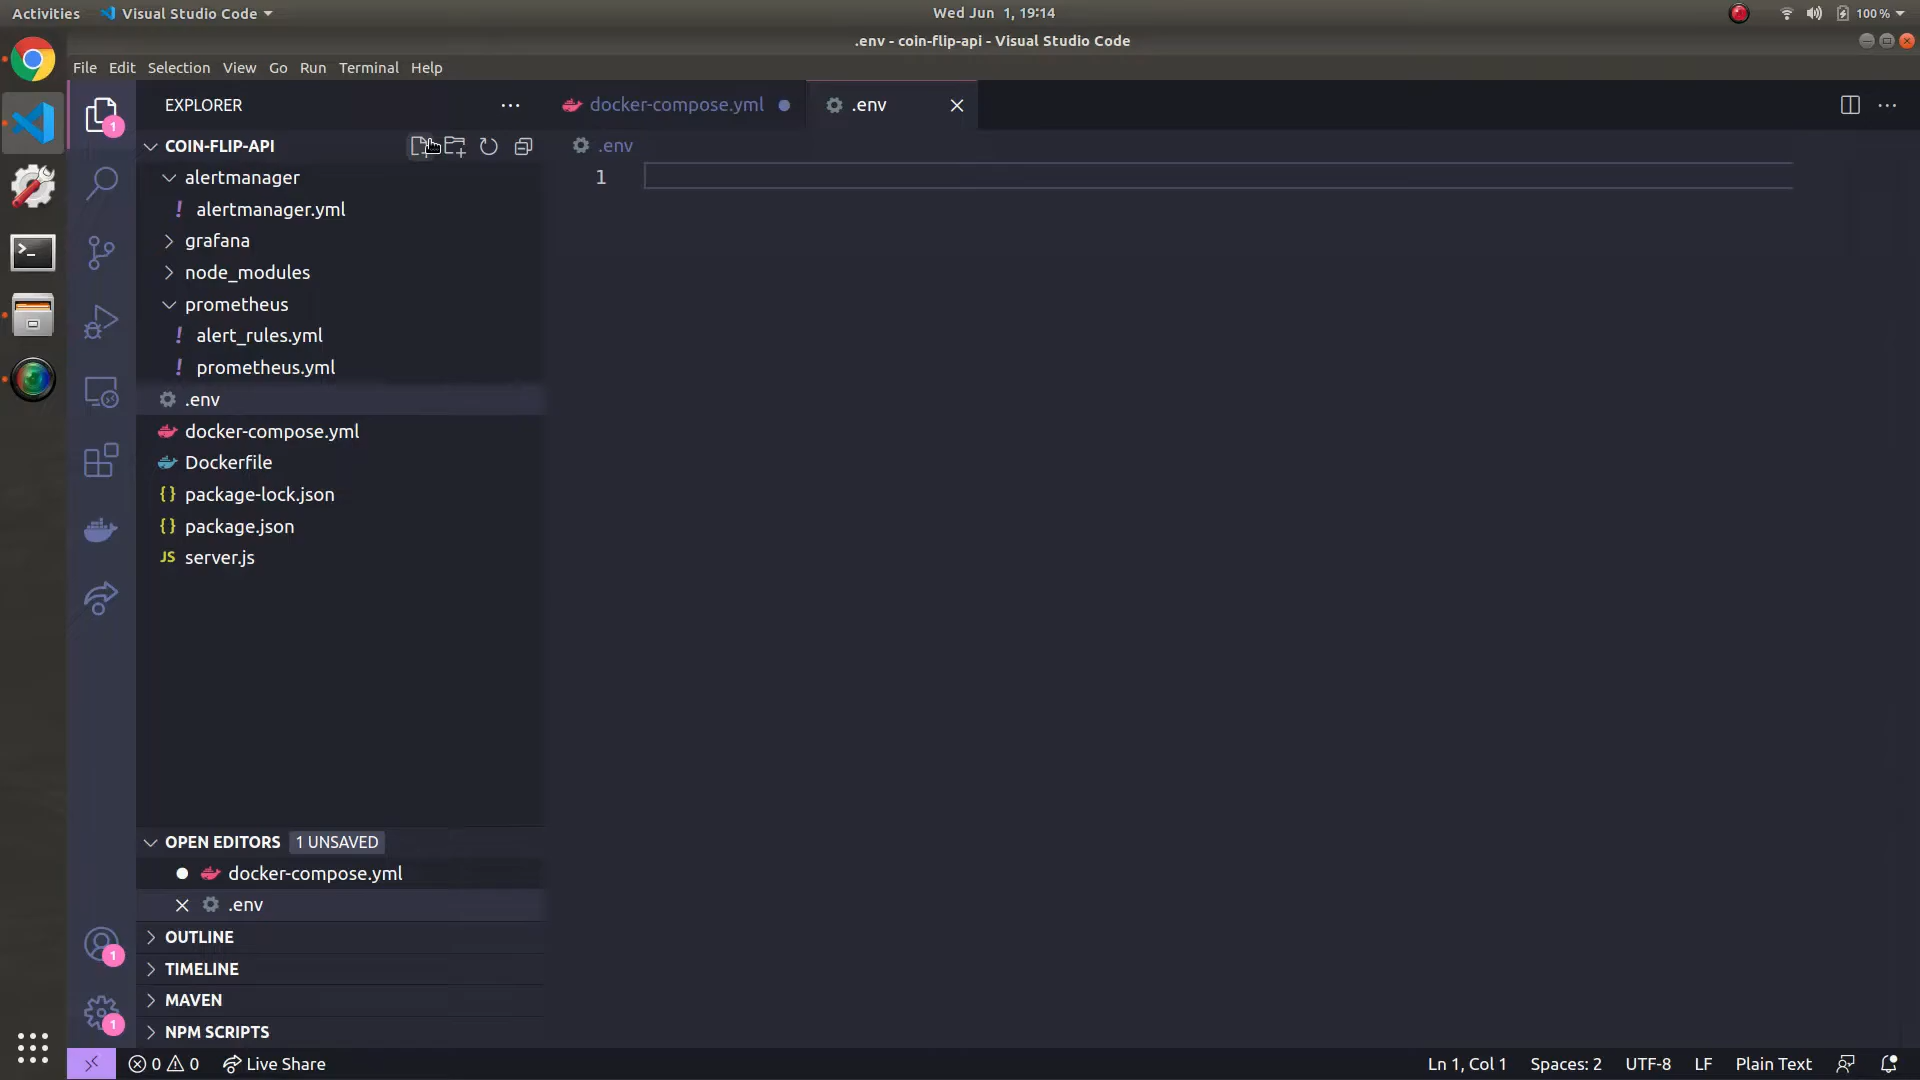 Activities
Visual Studio Code
Wed Jun 1, 19:14
100 %
.env - coin-flip-api - Visual Studio Code
File Edit Selection View Go Run Terminal Help
EXPLORER
docker-compose.yml
.env
COIN-FLIP-API
.env
1
alertmanager
! alertmanager.yml
grafana
node_modules
prometheus
! alert_rules.yml
! prometheus.yml
.env
docker-compose.yml
Dockerfile
{} package-lock.json
{} package.json
JS server.js
1
OPEN EDITORS 1 UNSAVED
docker-compose.yml
.env
OUTLINE
TIMELINE
MAVEN
NPM SCRIPTS
1
1
0 0 Live Share
Ln 1, Col 1 Spaces: 2 UTF-8 LF Plain Text